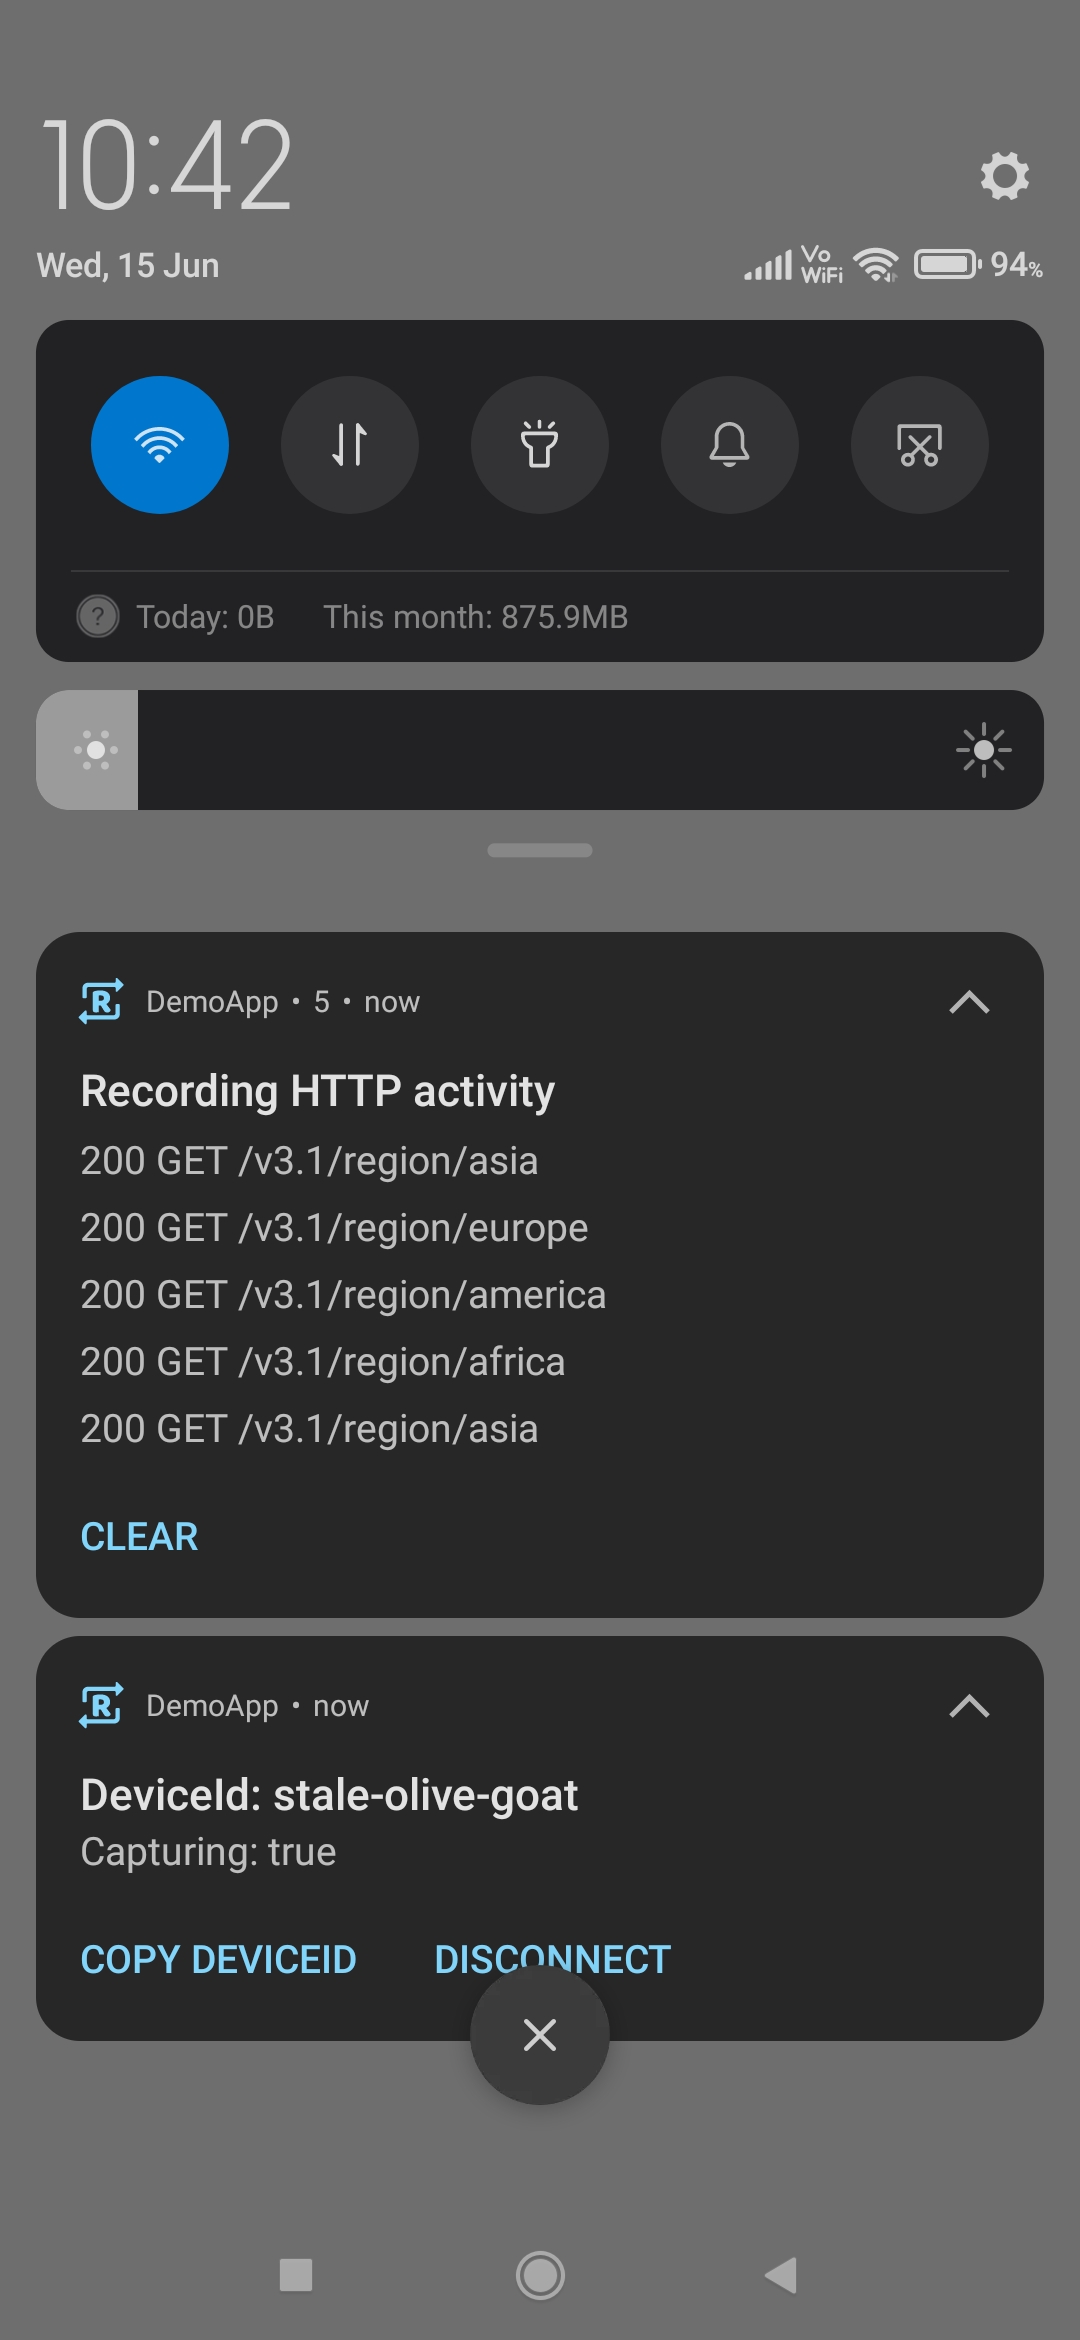 10:42
Wed, 15 Jun
Vo
WiFi
94%
? Today: 0B This month: 875.9MB
R DemoApp • 5 • now
Recording HTTP activity
200 GET /v3.1/region/asia
200 GET /v3.1/region/europe
200 GET /v3.1/region/america
200 GET /v3.1/region/africa
200 GET /v3.1/region/asia
CLEAR
R DemoApp • now
DeviceId: stale-olive-goat
Capturing: true
COPY DEVICEID DISCONNECT